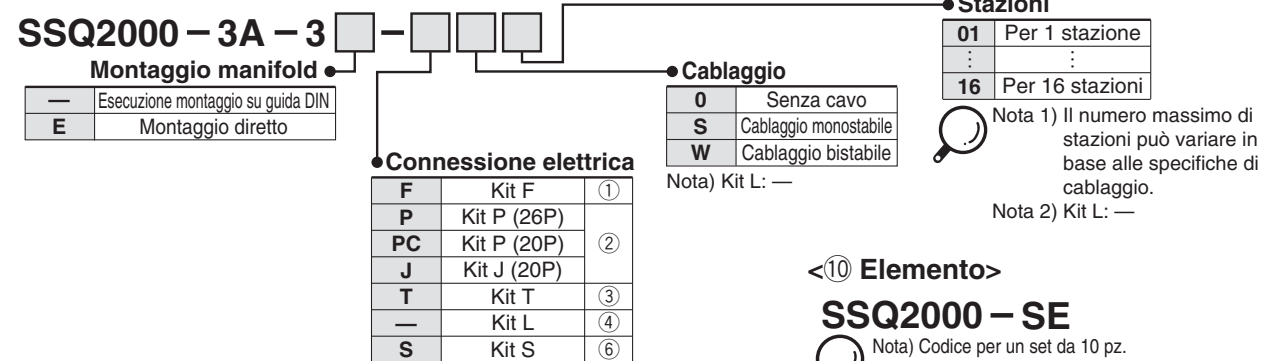 SSQ2000 – 3A – 3 □ – □ □ □
Montaggio manifold
— Esecuzione montaggio su guida DIN
E Montaggio diretto
Connessione elettrica
F Kit F ①
P Kit P (26P)
PC Kit P (20P) ②
J Kit J (20P)
T Kit T ③
— Kit L ④
S Kit S ⑥
Cablaggio
0 Senza cavo
S Cablaggio monostabile
W Cablaggio bistabile
Nota) Kit L: —
Stazioni
01 Per 1 stazione
⋮ ⋮
16 Per 16 stazioni
Nota 1) Il numero massimo di
stazioni può variare in
base alle specifiche di
cablaggio.
Nota 2) Kit L: —
<⑩ Elemento>
SSQ2000 – SE
Nota) Codice per un set da 10 pz.